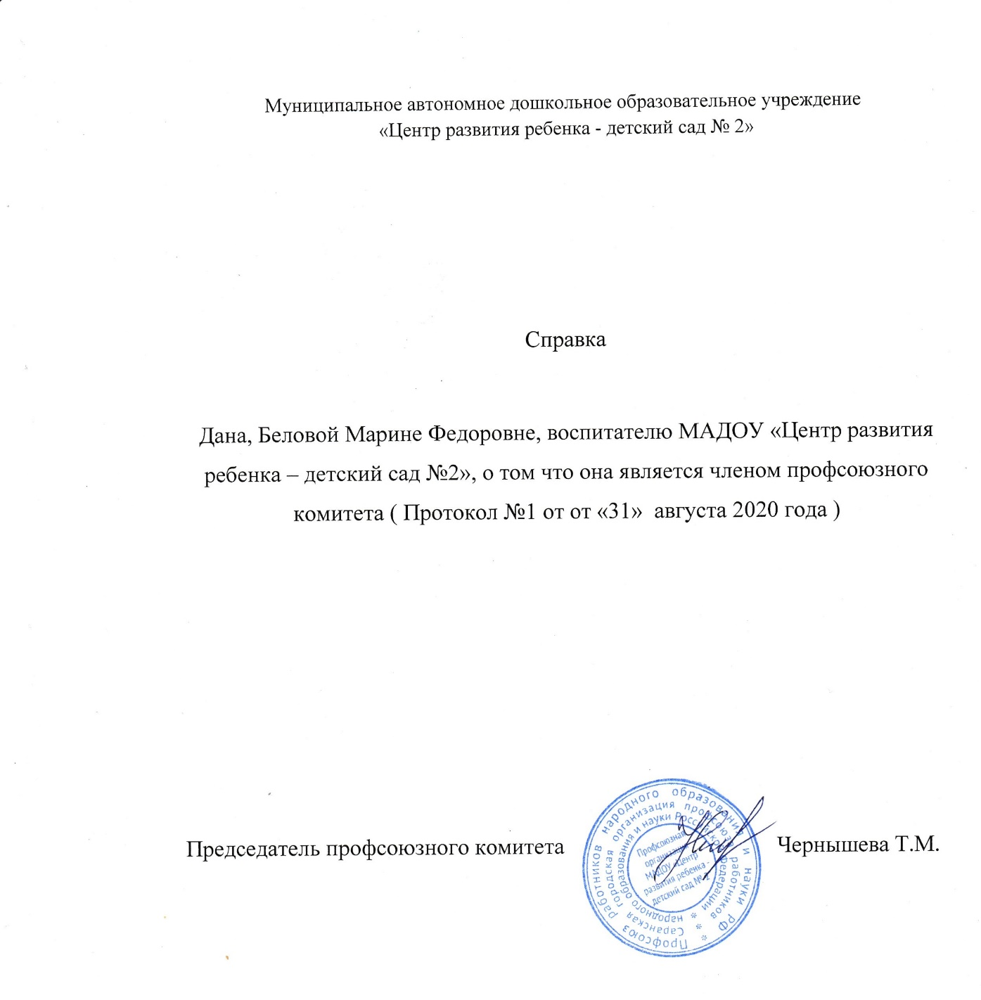 Муниципальное автономное дошкольное образовательное учреждение
«Центр развития ребенка - детский сад № 2»
Справка
Дана, Беловой Марине Федоровне, воспитателю МАДОУ «Центр развития
ребенка – детский сад №2», о том что она является членом профсоюзного
комитета ( Протокол №1 от от «31» августа 2020 года )
Председатель профсоюзного комитета
Чернышева Т.М.
Профсоюз работников народного образования и науки РФ *
Саранская городская организация профсоюза работников *
народного образования и науки Российской Федерации *
Профсоюзная
организация
МАДОУ «Центр
развития ребенка -
детский сад № 2